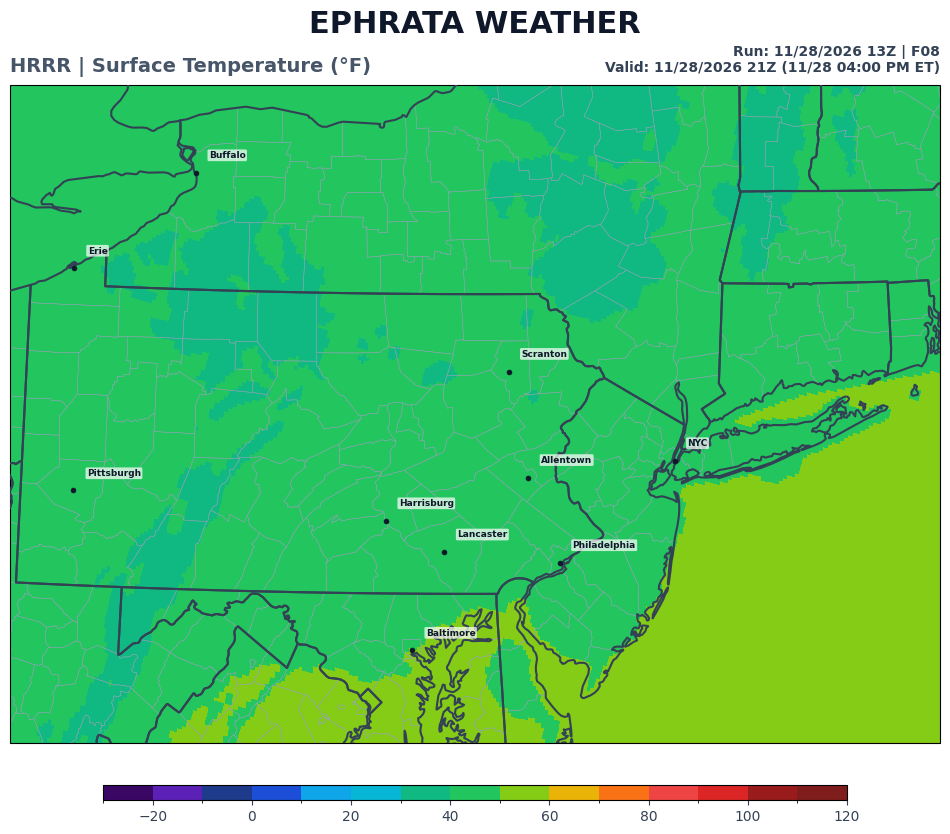 EPHRATA WEATHER
Run: 11/28/2026 13Z | F08
HRRR | Surface Temperature (°F)
Valid: 11/28/2026 21Z (11/28 04:00 PM ET)
Buffalo
Erie
Scranton
NYC
Allentown
Pittsburgh
Harrisburg
Lancaster
Philadelphia
Baltimore
−20 0 20 40 60 80 100 120